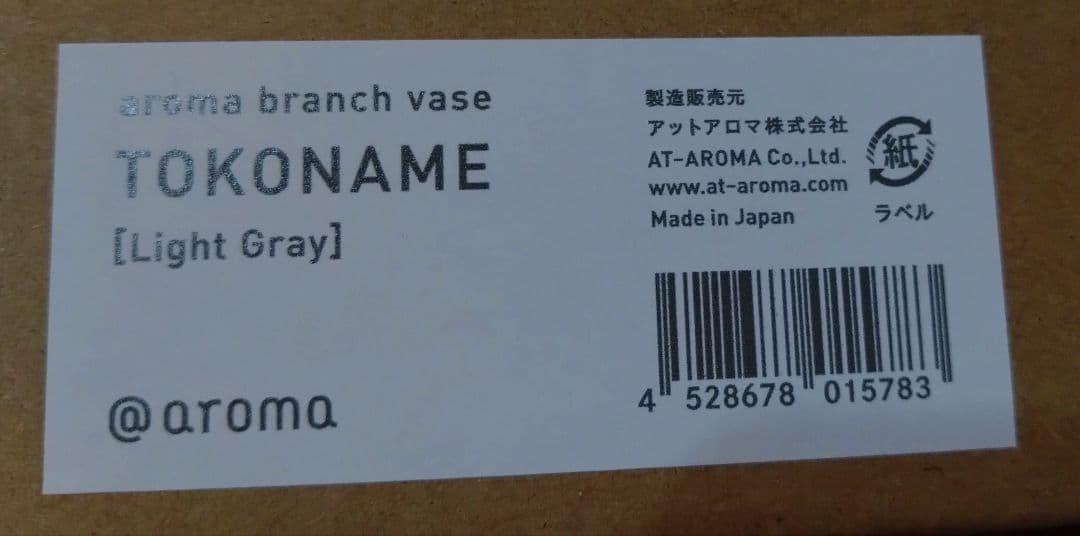 aroma branch vase
TOKONAME
[Light Gray]
@aroma
製造販売元
アットアロマ株式会社
AT-AROMA Co.,Ltd.
www.at-aroma.com
Made in Japan
紙
ラベル
4 528678 015783